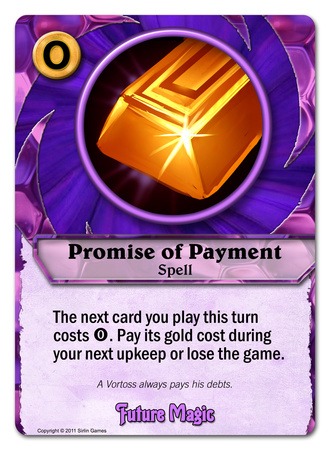 0
Promise of Payment
Spell
The next card you play this turn
costs 0. Pay its gold cost during
your next upkeep or lose the game.
A Vortoss always pays his debts.
Future Magic
Copyright © 2011 Sirlin Games